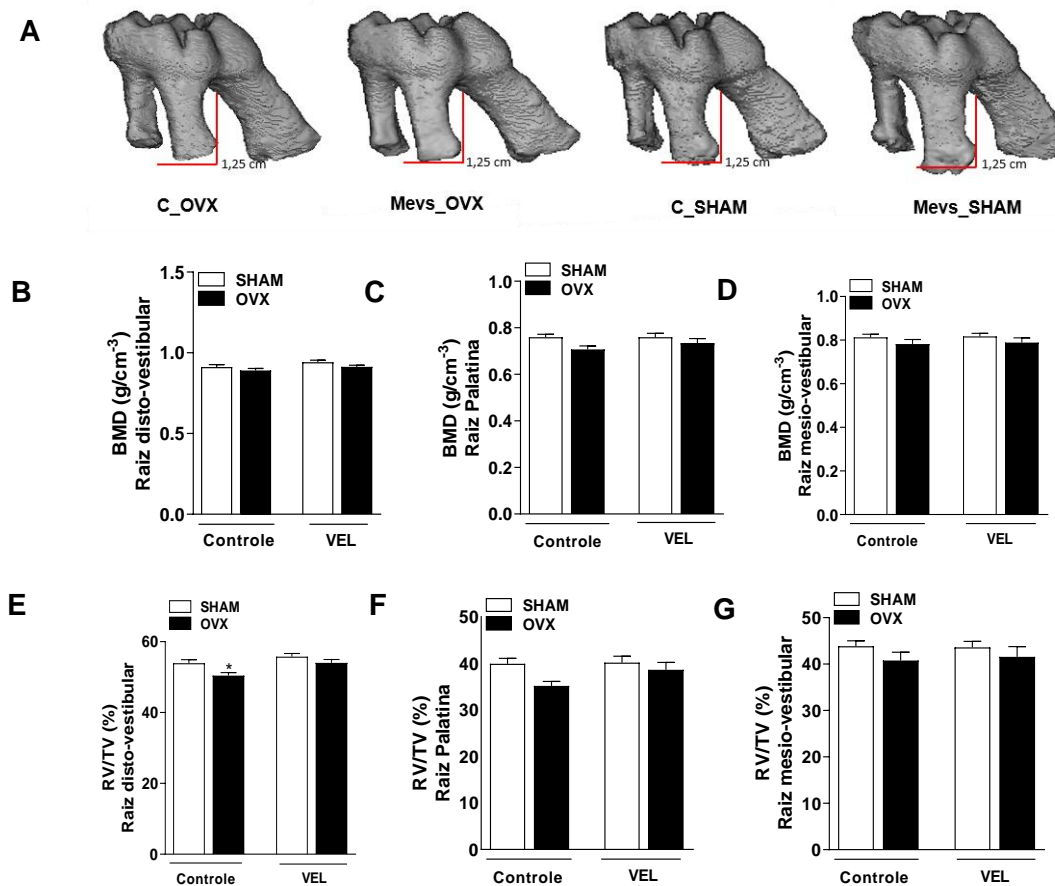 A
1,25 cm
1,25 cm
1,25 cm
1,25 cm
C_OVX
Mevs_OVX
C_SHAM
Mevs_SHAM
B
SHAM
OVX
BMD (g/cm-3)
Raiz disto-vestibular
1.5
1.0
0.5
0.0
Controle
VEL
C
SHAM
OVX
BMD (g/cm-3)
Raiz Palatina
1.0
0.8
0.6
0.4
0.2
0.0
Controle
VEL
D
SHAM
OVX
BMD (g/cm-3)
Raiz mesio-vestibular
1.0
0.8
0.8
0.4
0.2
0.0
Controle
VEL
E
SHAM
OVX
RV/TV (%)
Raiz disto-vestibular
60
40
20
0
*
Controle
VEL
F
SHAM
OVX
RV/TV (%)
Raiz Palatina
50
40
30
20
10
0
Controle
VEL
G
SHAM
OVX
RV/TV (%)
Raiz mesio-vestibular
50
40
30
20
10
0
Controle
VEL